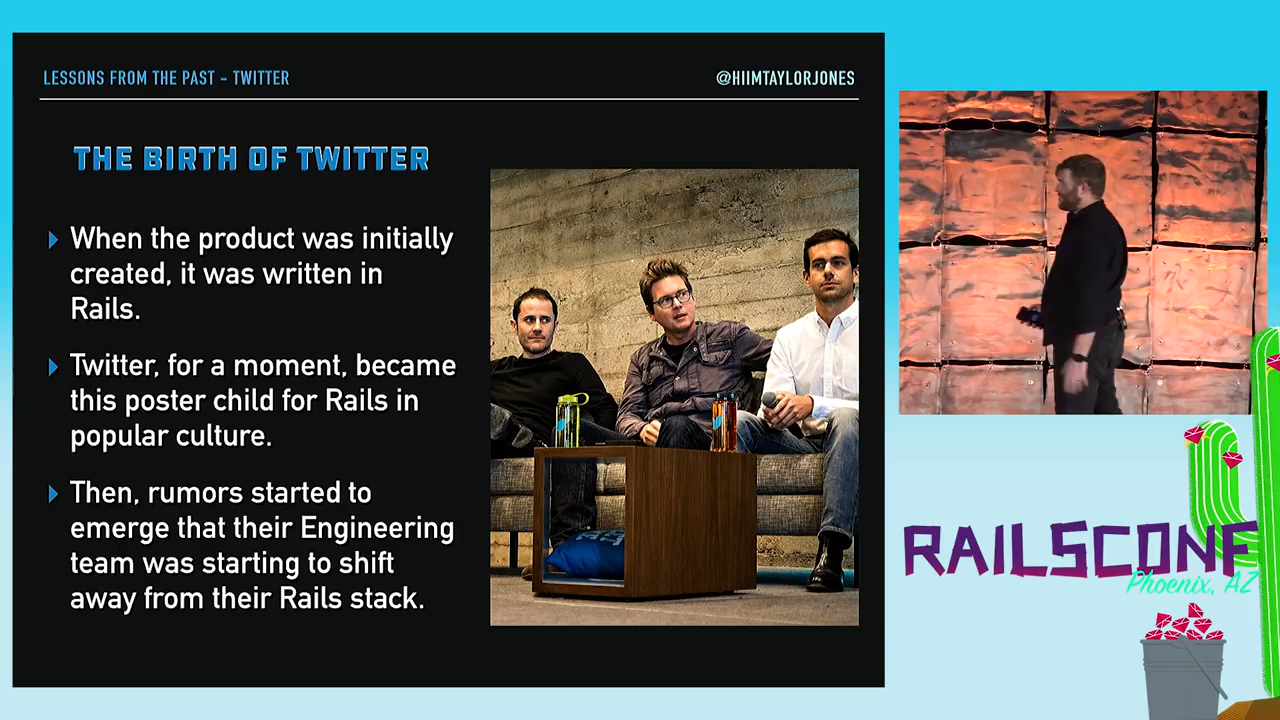 LESSONS FROM THE PAST - TWITTER
@HIIMTAYLORJONES
THE BIRTH OF TWITTER
When the product was initially
created, it was written in
Rails.
Twitter, for a moment, became
this poster child for Rails in
popular culture.
Then, rumors started to
emerge that their Engineering
team was starting to shift
away from their Rails stack.
RAILSCONF
Phoenix, AZ